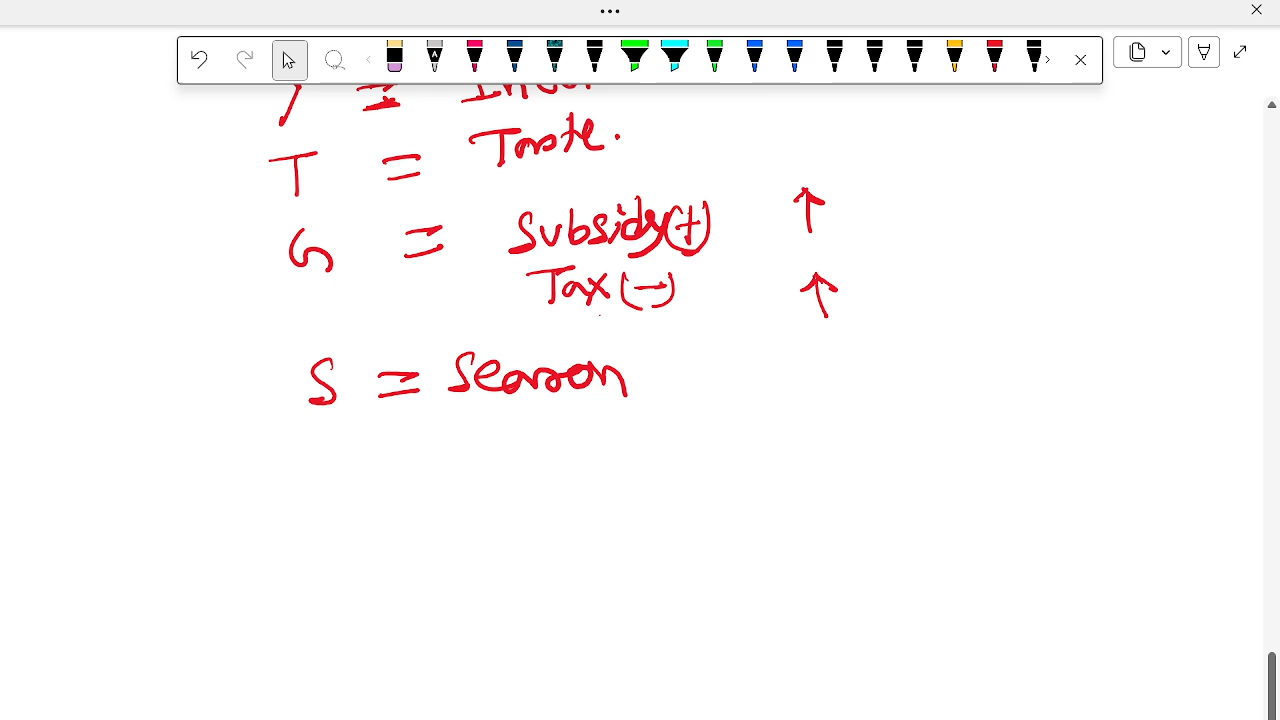 T = Taste.
G = Subsidy (+) ↑
Tax (-) ↑
S = Season